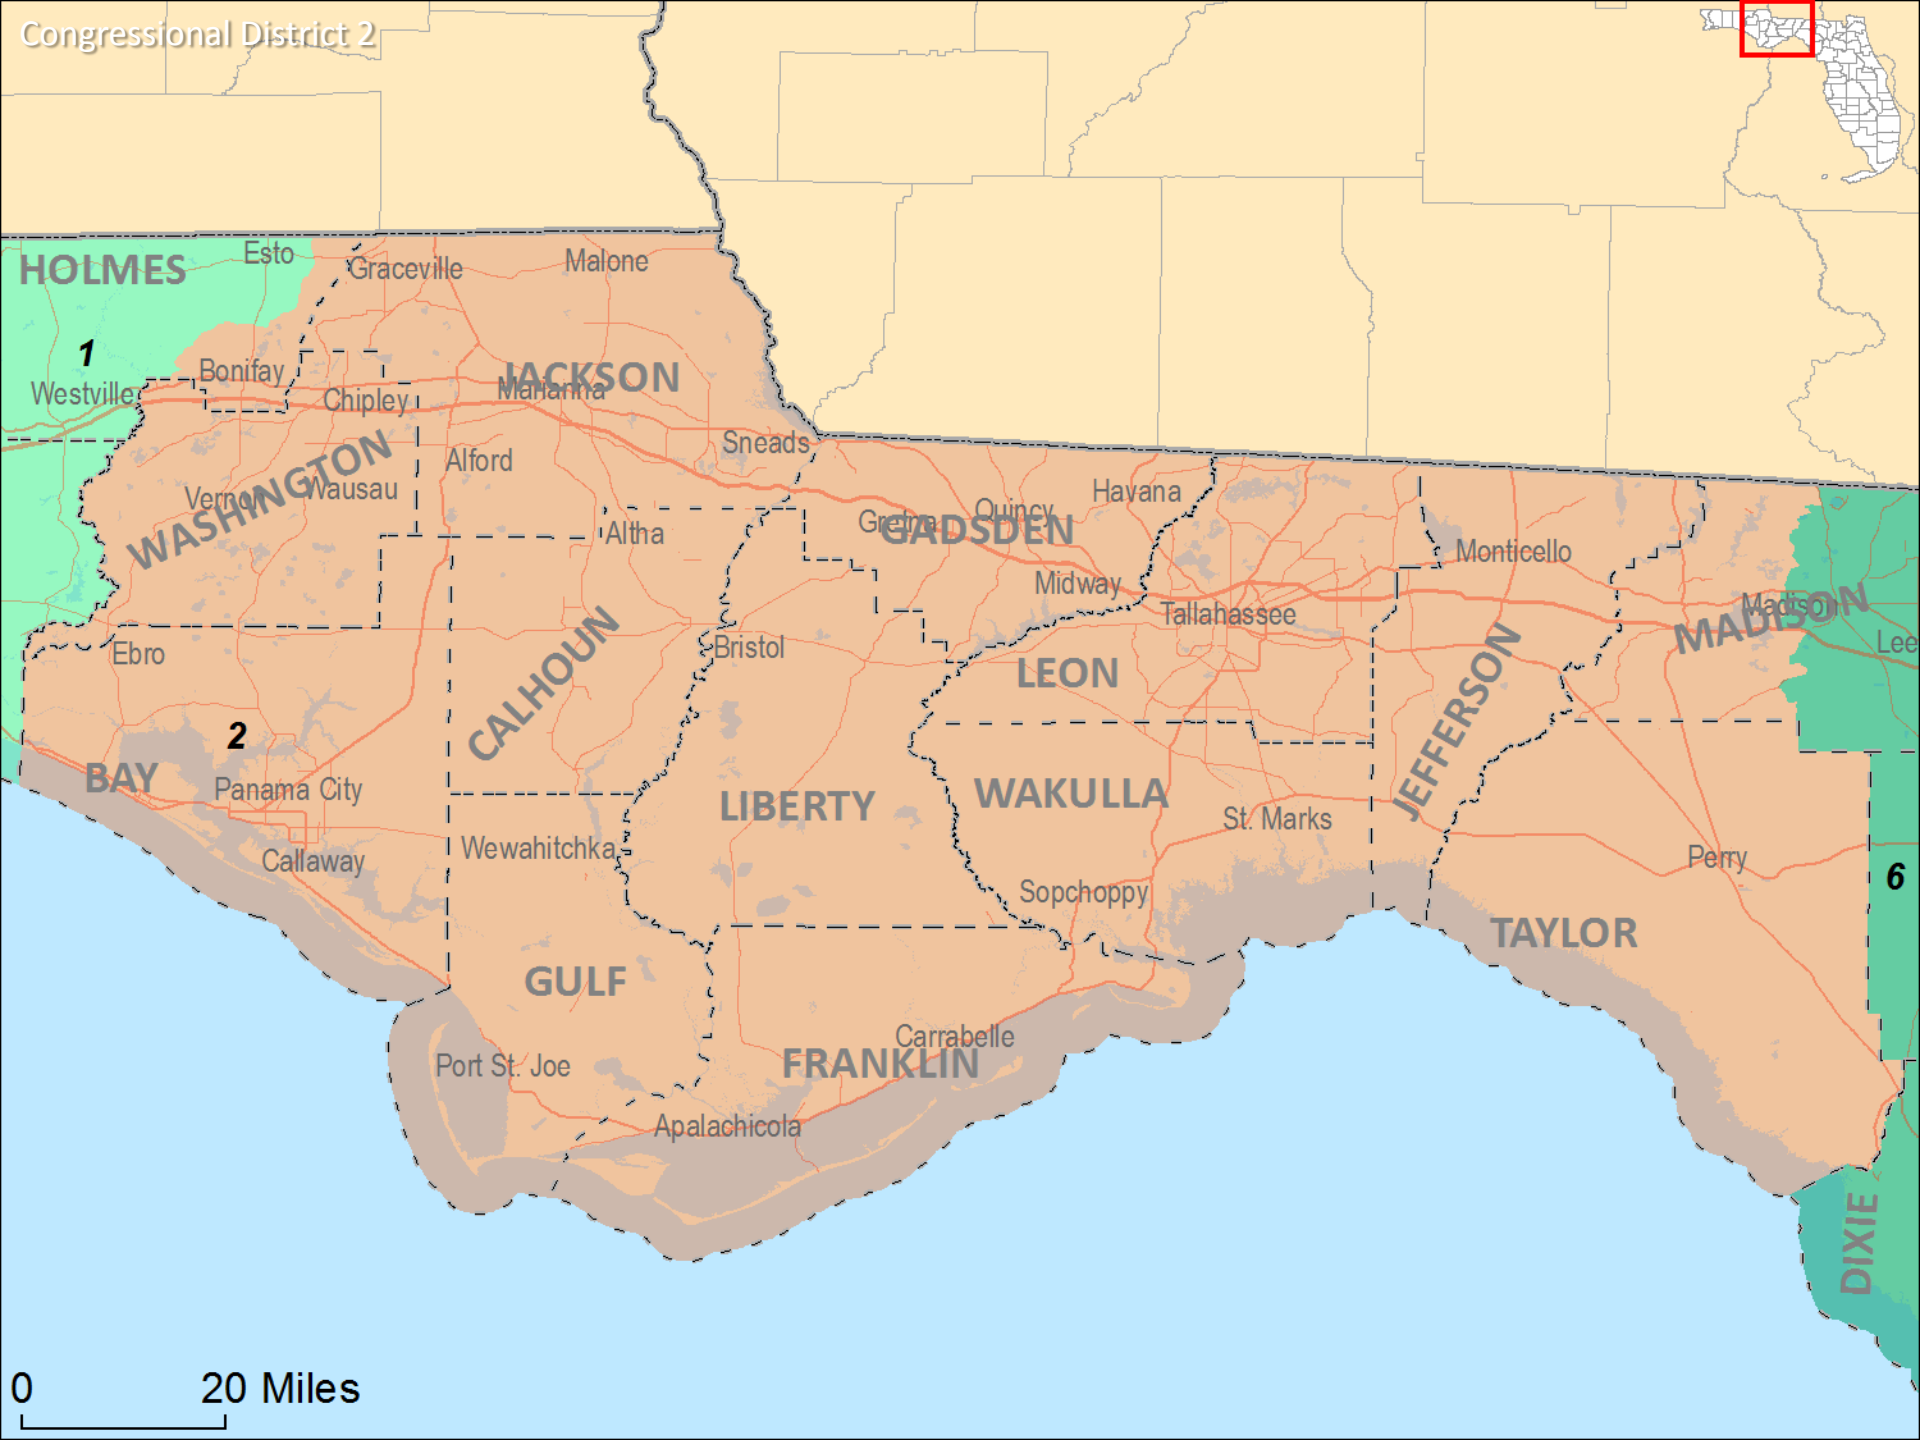 Congressional District 2
HOLMES
Esto
Graceville
Malone
1
Westville
Bonifay
Chipley
JACKSON
Marianna
Sneads
WASHINGTON
Vernon
Wausau
Alford
Altha
Gretna
Quincy
GADSDEN
Havana
Midway
Tallahassee
Monticello
Madison
MADISON
Lee
Ebro
CALHOUN
Bristol
LEON
JEFFERSON
2
BAY
Panama City
LIBERTY
WAKULLA
St. Marks
Callaway
Wewahitchka
Sopchoppy
Perry
6
TAYLOR
GULF
Port St. Joe
Carrabelle
FRANKLIN
Apalachicola
DIXIE
0 20 Miles